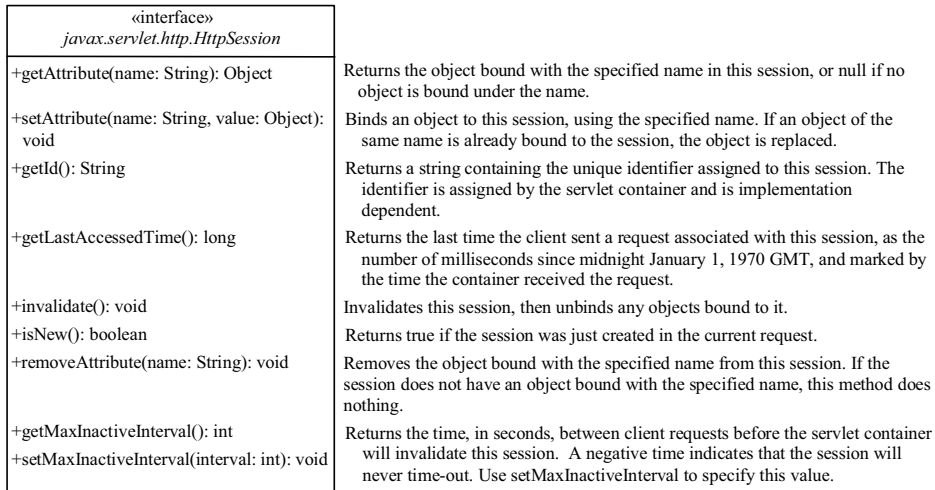 «interface»
javax.servlet.http.HttpSession
+getAttribute(name: String): Object
Returns the object bound with the specified name in this session, or null if no
object is bound under the name.
+setAttribute(name: String, value: Object):
void
Binds an object to this session, using the specified name. If an object of the
same name is already bound to the session, the object is replaced.
+getId(): String
Returns a string containing the unique identifier assigned to this session. The
identifier is assigned by the servlet container and is implementation
dependent.
+getLastAccessedTime(): long
Returns the last time the client sent a request associated with this session, as the
number of milliseconds since midnight January 1, 1970 GMT, and marked by
the time the container received the request.
+invalidate(): void
Invalidates this session, then unbinds any objects bound to it.
+isNew(): boolean
Returns true if the session was just created in the current request.
+removeAttribute(name: String): void
Removes the object bound with the specified name from this session. If the
session does not have an object bound with the specified name, this method does
nothing.
+getMaxInactiveInterval(): int
+setMaxInactiveInterval(interval: int): void
Returns the time, in seconds, between client requests before the servlet container
will invalidate this session.  A negative time indicates that the session will
never time-out. Use setMaxInactiveInterval to specify this value.